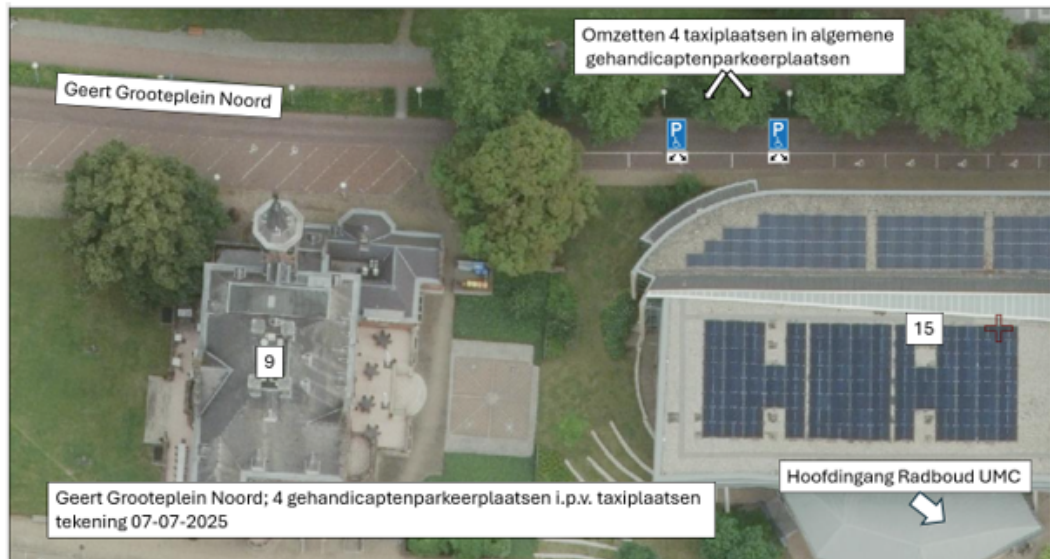 Omzetten 4 taxiplaatsen in algemene
gehandicaptenparkeerplaatsen
Geert Grooteplein Noord
P
P
15
9
Hoofdingang Radboud UMC
Geert Grooteplein Noord; 4 gehandicaptenparkeerplaatsen i.p.v. taxiplaatsen
tekening 07-07-2025